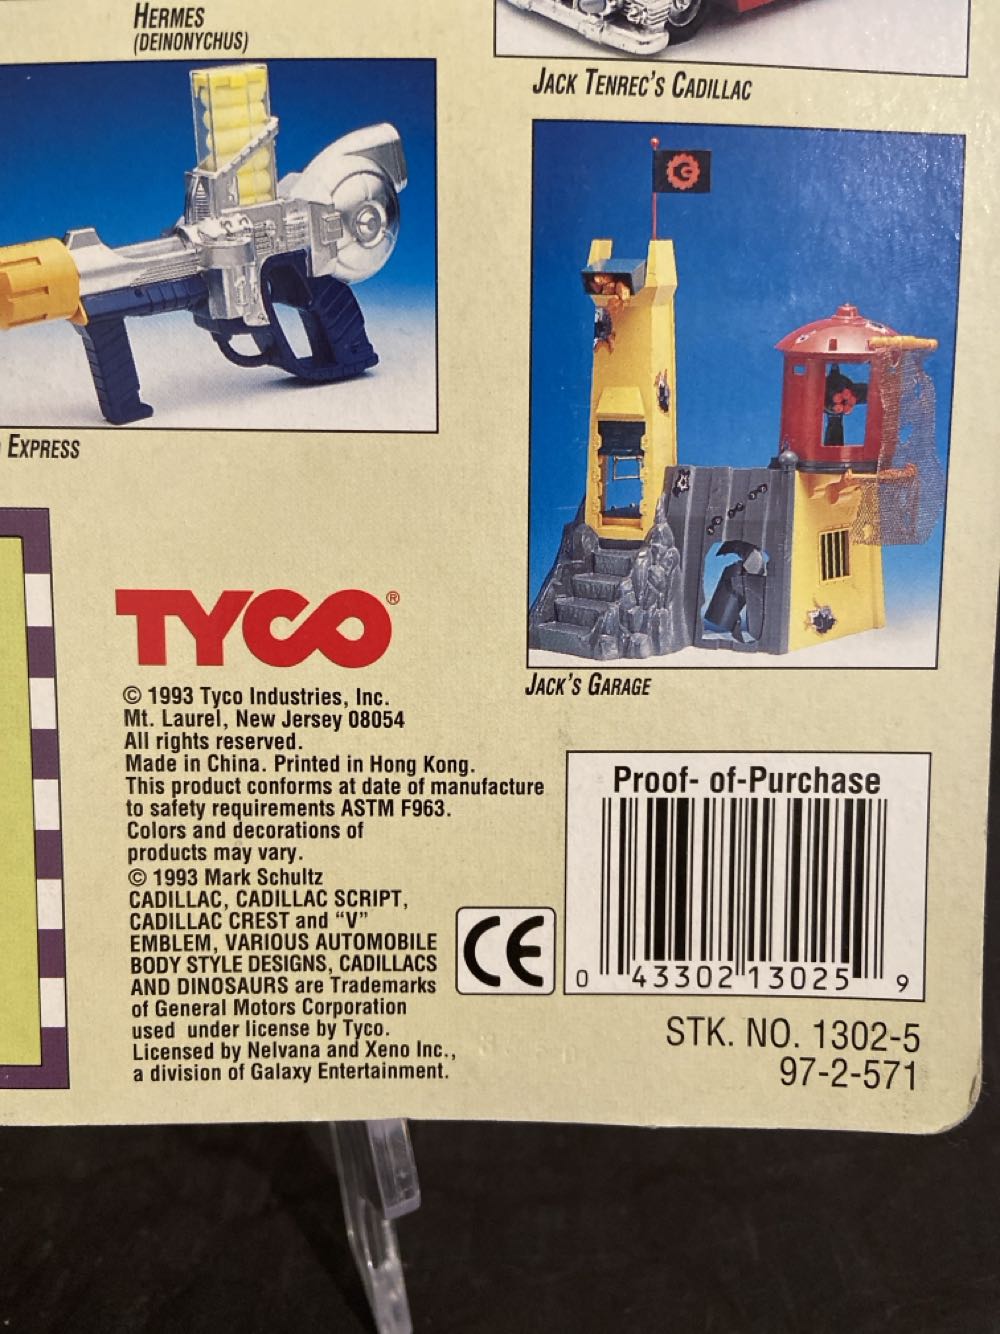 HERMES
(DEINONYCHUS)
JACK TENREC'S CADILLAC
EXPRESS
JACK'S GARAGE
TYCO®
© 1993 Tyco Industries, Inc.
Mt. Laurel, New Jersey 08054
All rights reserved.
Made in China. Printed in Hong Kong.
This product conforms at date of manufacture
to safety requirements ASTM F963.
Colors and decorations of
products may vary.
© 1993 Mark Schultz
CADILLAC, CADILLAC SCRIPT,
CADILLAC CREST and “V”
EMBLEM, VARIOUS AUTOMOBILE
BODY STYLE DESIGNS, CADILLACS
AND DINOSAURS are Trademarks
of General Motors Corporation
used under license by Tyco.
Licensed by Nelvana and Xeno Inc.,
a division of Galaxy Entertainment.
CE
Proof- of-Purchase
0 43302 13025 9
STK. NO. 1302-5
97-2-571